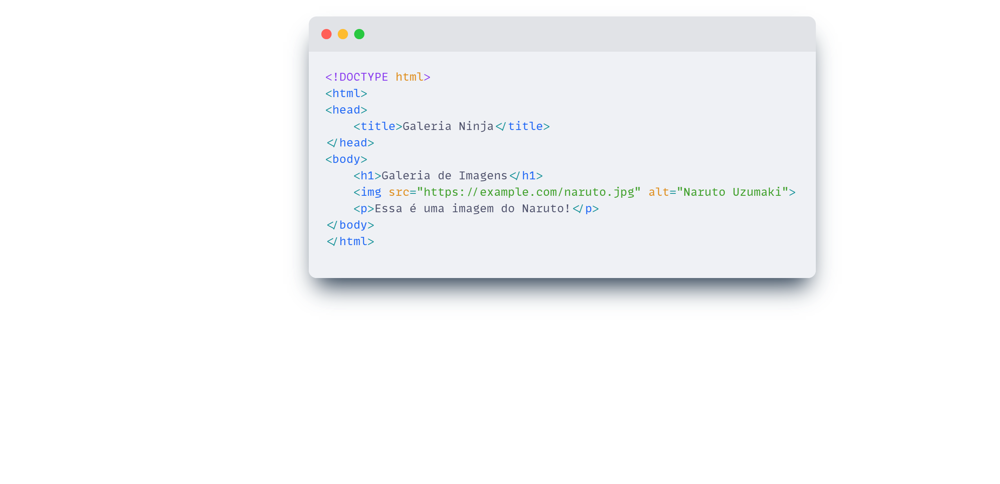 <!DOCTYPE html>
<html>
<head>
    <title>Galeria Ninja</title>
</head>
<body>
    <h1>Galeria de Imagens</h1>
    <img src="https://example.com/naruto.jpg" alt="Naruto Uzumaki">
    <p>Essa é uma imagem do Naruto!</p>
</body>
</html>